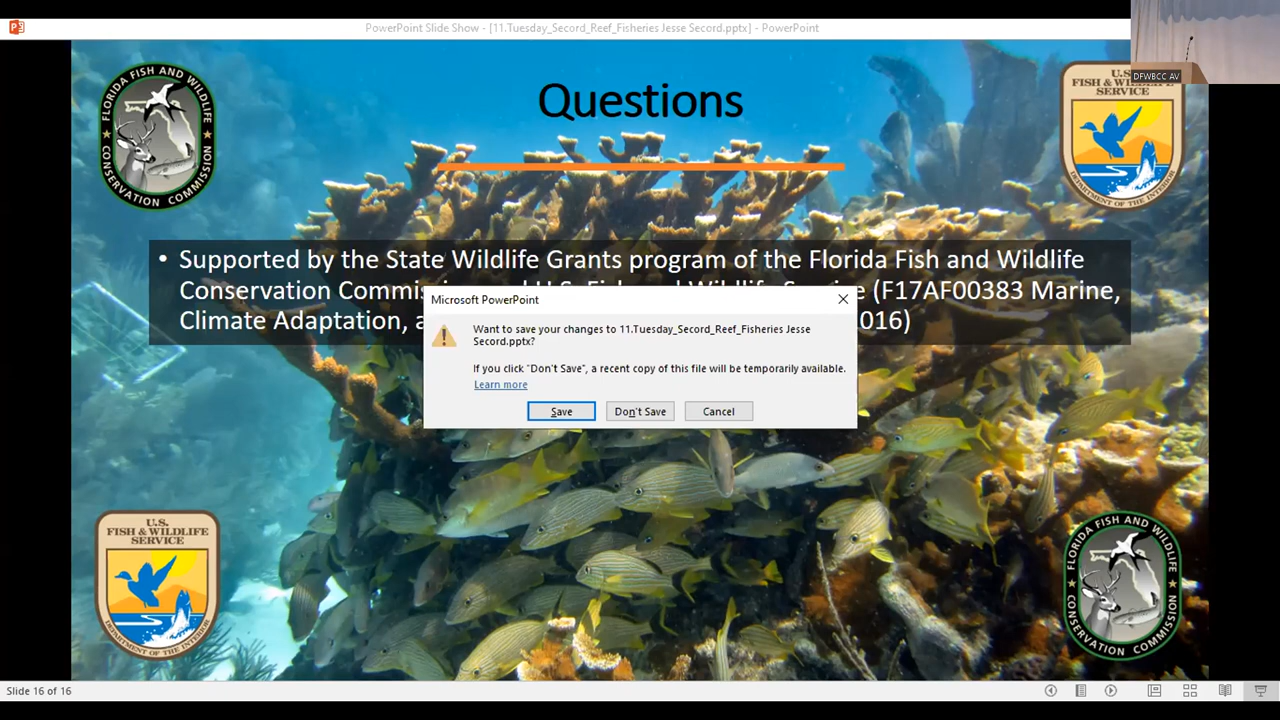 PowerPoint Slide Show - [11.Tuesday_Secord_Reef_Fisheries Jesse Secord.pptx] - PowerPoint
DFWBCC AV
FLORIDA FISH AND WILDLIFE
CONSERVATION COMMISSION
Questions
U.S.
FISH & WILDLIFE
SERVICE
DEPARTMENT OF THE INTERIOR
• Supported by the State Wildlife Grants program of the Florida Fish and Wildlife
Conservation Commis
e (F17AF00383 Marine,
Climate Adaptation, a
016)
Microsoft PowerPoint
Want to save your changes to 11.Tuesday_Secord_Reef_Fisheries Jesse
Secord.pptx?
If you click "Don't Save", a recent copy of this file will be temporarily available.
Learn more
Save
Don't Save
Cancel
U.S.
FISH & WILDLIFE
SERVICE
DEPARTMENT OF THE INTERIOR
FLORIDA FISH AND WILDLIFE
CONSERVATION COMMISSION
Slide 16 of 16